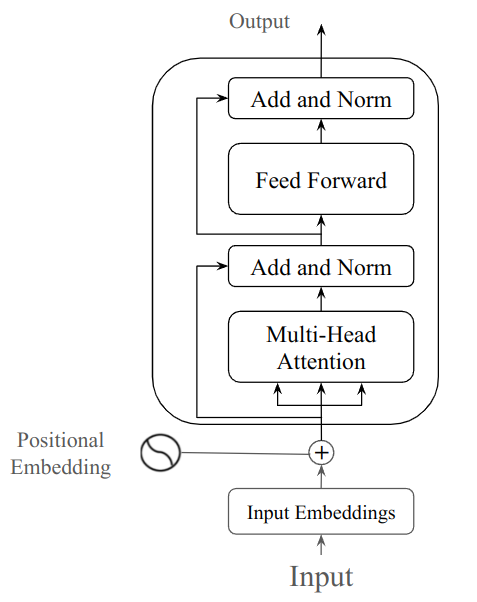 Output
Add and Norm
Feed Forward
Add and Norm
Multi-Head
Attention
Positional
Embedding
+
Input Embeddings
Input